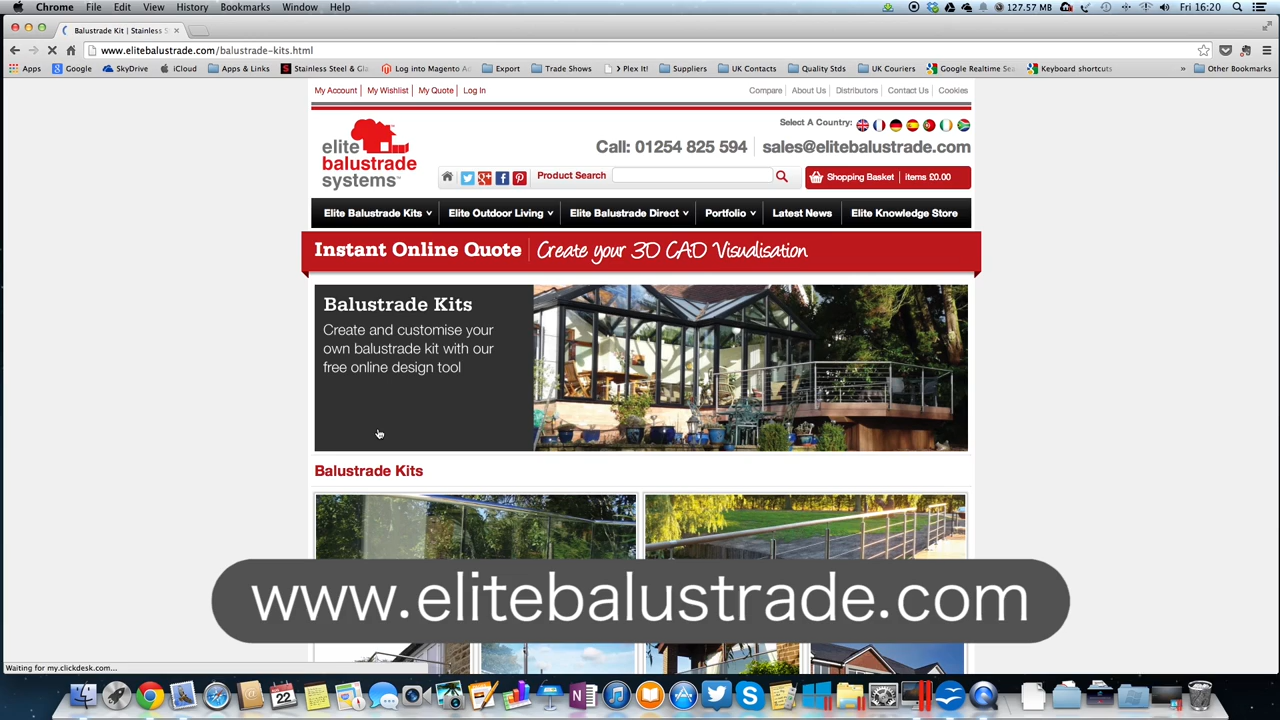 Chrome File Edit View History Bookmarks Window Help
127.57 MB Fri 16:20
Balustrade Kit | Stainless S
www.elitebalustrade.com/balustrade-kits.html
Apps Google SkyDrive iCloud Apps & Links Stainless Steel & Gl Log into Magento Ad Export Trade Shows Plex It! Suppliers UK Contacts Quality Stds UK Couriers Google Realtime Sea Keyboard shortcuts » Other Bookmarks
My Account | My Wishlist | My Quote | Log In
Compare | About Us | Distributors | Contact Us | Cookies
Select A Country:
elite
balustrade
systems™
Call: 01254 825 594 | sales@elitebalustrade.com
Product Search
Shopping Basket | items £0.00
Elite Balustrade Kits Elite Outdoor Living Elite Balustrade Direct Portfolio Latest News Elite Knowledge Store
Instant Online Quote | Create your 3D CAD Visualisation
Balustrade Kits
Create and customise your
own balustrade kit with our
free online design tool
Balustrade Kits
www.elitebalustrade.com
Waiting for my.clickdesk.com...
22